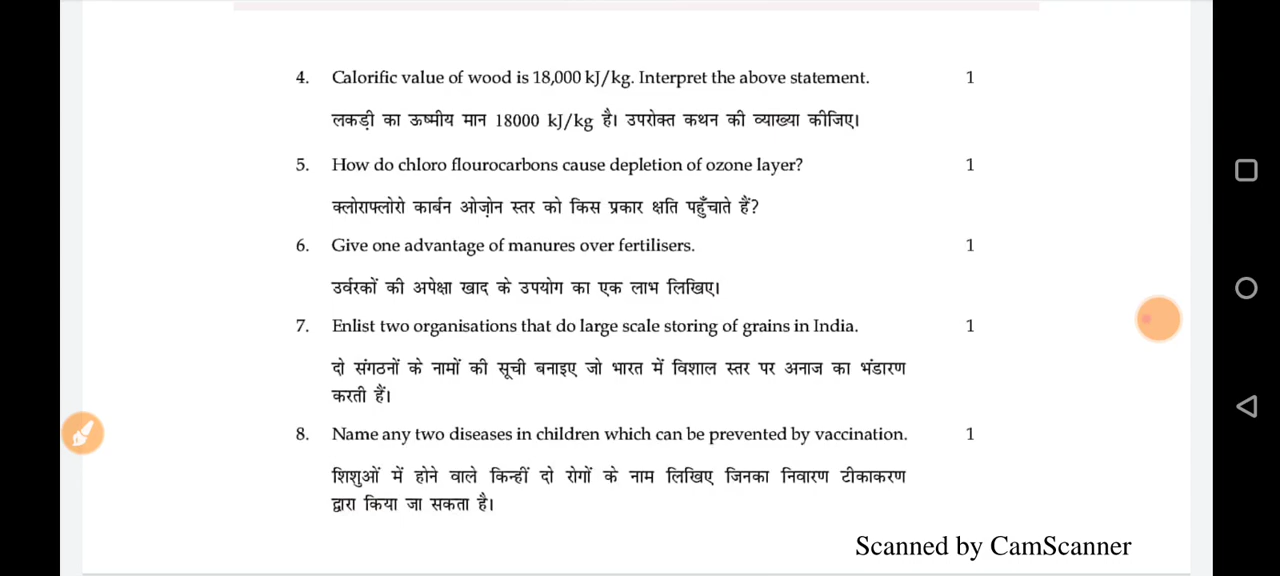 4. Calorific value of wood is 18,000 kJ/kg. Interpret the above statement. 1
लकड़ी का ऊष्मीय मान 18000 kJ/kg है। उपरोक्त कथन की व्याख्या कीजिए।
5. How do chloro flourocarbons cause depletion of ozone layer? 1
क्लोराफ्लोरो कार्बन ओज़ोन स्तर को किस प्रकार क्षति पहुँचाते हैं?
6. Give one advantage of manures over fertilisers. 1
उर्वरकों की अपेक्षा खाद के उपयोग का एक लाभ लिखिए।
7. Enlist two organisations that do large scale storing of grains in India. 1
दो संगठनों के नामों की सूची बनाइए जो भारत में विशाल स्तर पर अनाज का भंडारण
करती हैं।
8. Name any two diseases in children which can be prevented by vaccination. 1
शिशुओं में होने वाले किन्हीं दो रोगों के नाम लिखिए जिनका निवारण टीकाकरण
द्वारा किया जा सकता है।
Scanned by CamScanner